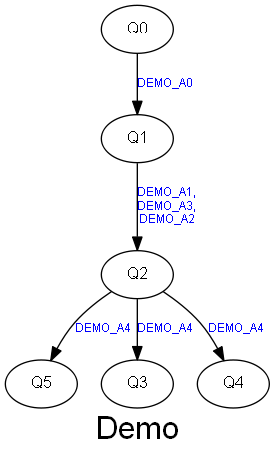 Q0
DEMO_A0
Q1
DEMO_A1,
DEMO_A3,
DEMO_A2
Q2
DEMO_A4 DEMO_A4 DEMO_A4
Q5 Q3 Q4
Demo